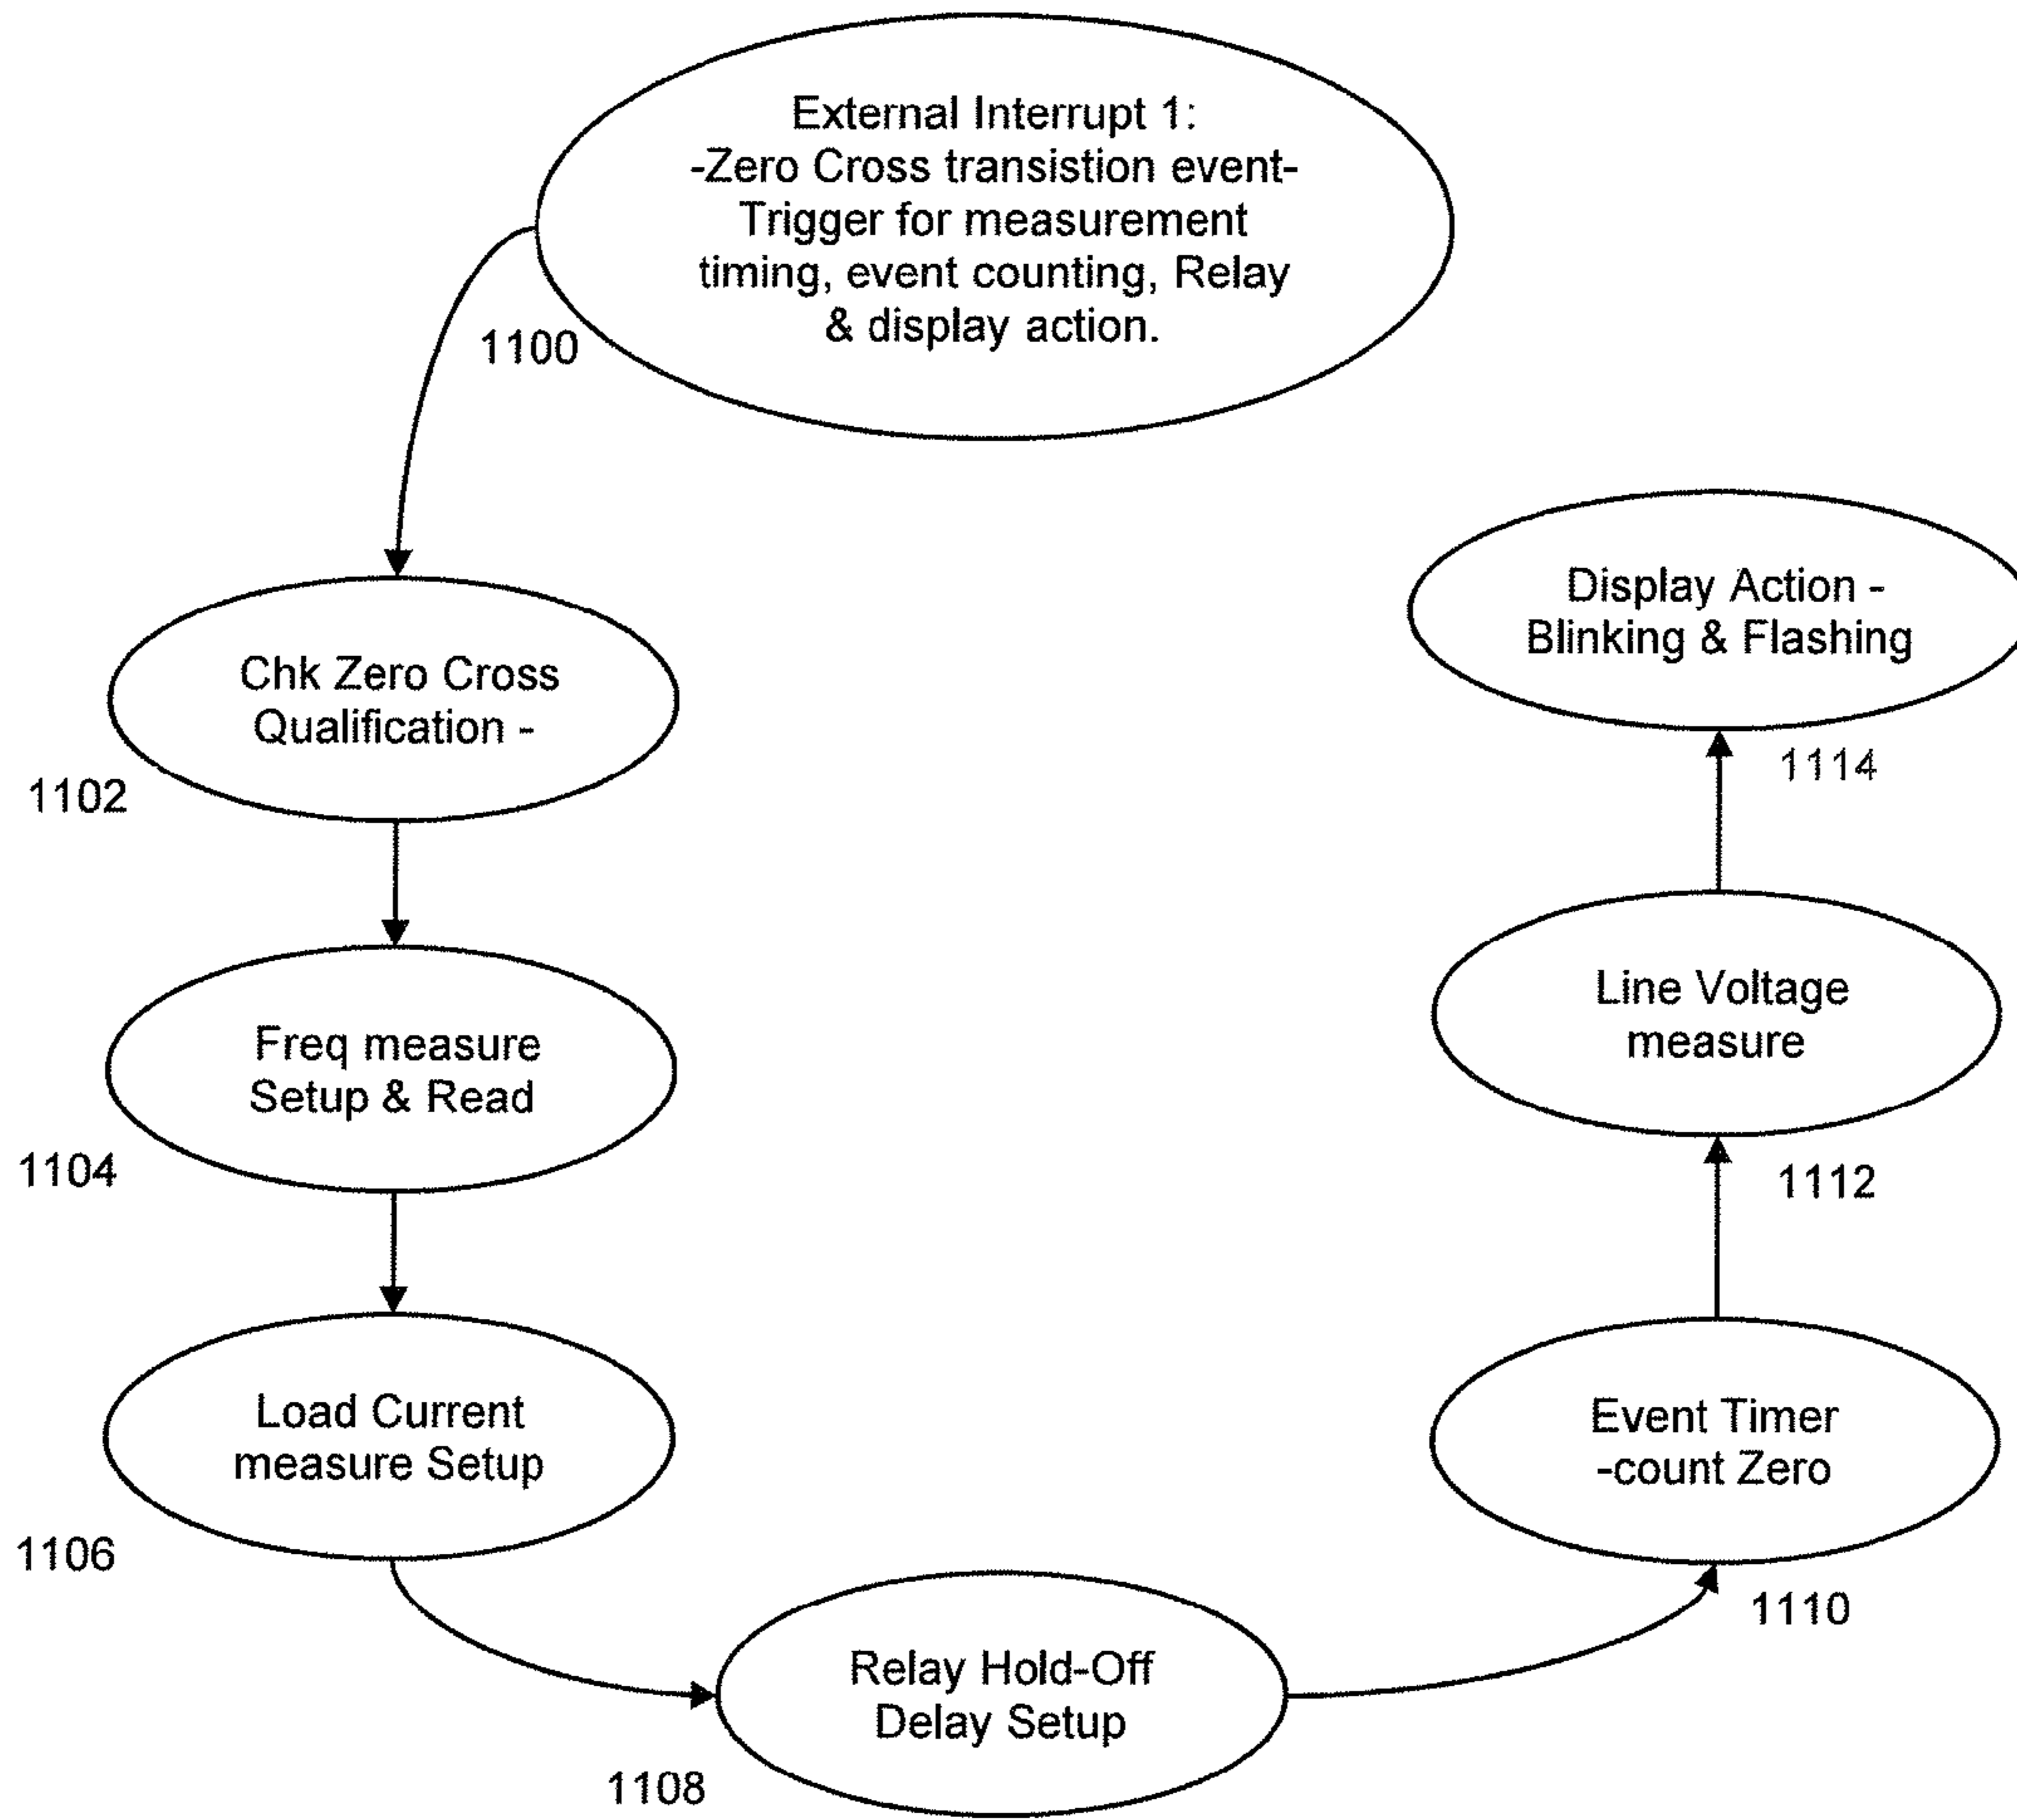 External Interrupt 1:
-Zero Cross transistion event-
Trigger for measurement
timing, event counting, Relay
& display action.
1100
Chk Zero Cross
Qualification -
1102
Freq measure
Setup & Read
1104
Load Current
measure Setup
1106
Relay Hold-Off
Delay Setup
1108
Event Timer
-count Zero
1110
Line Voltage
measure
1112
Display Action -
Blinking & Flashing
1114